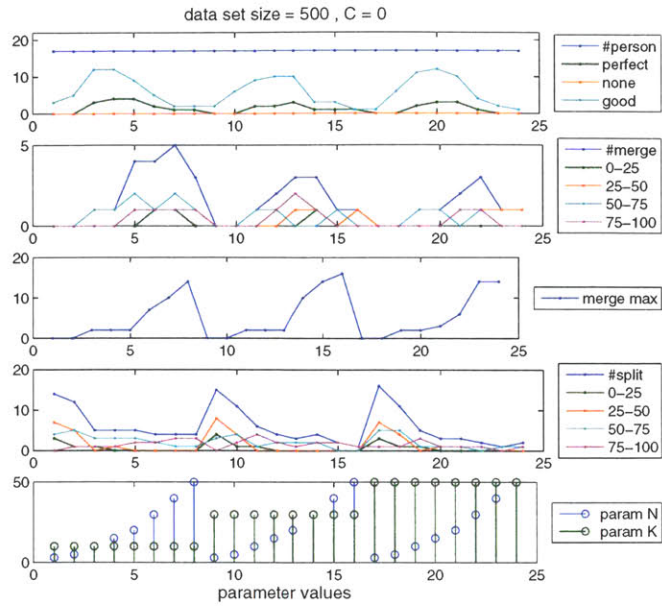 data set size = 500 , C = 0
20
10
0
0 5 10 15 20 25
#person
perfect
none
good
5
0
0 5 10 15 20 25
#merge
0−25
25−50
50−75
75−100
20
10
0
0 5 10 15 20 25
merge max
20
10
0
0 5 10 15 20 25
#split
0−25
25−50
50−75
75−100
50
0
0 5 10 15 20 25
parameter values
param N
param K